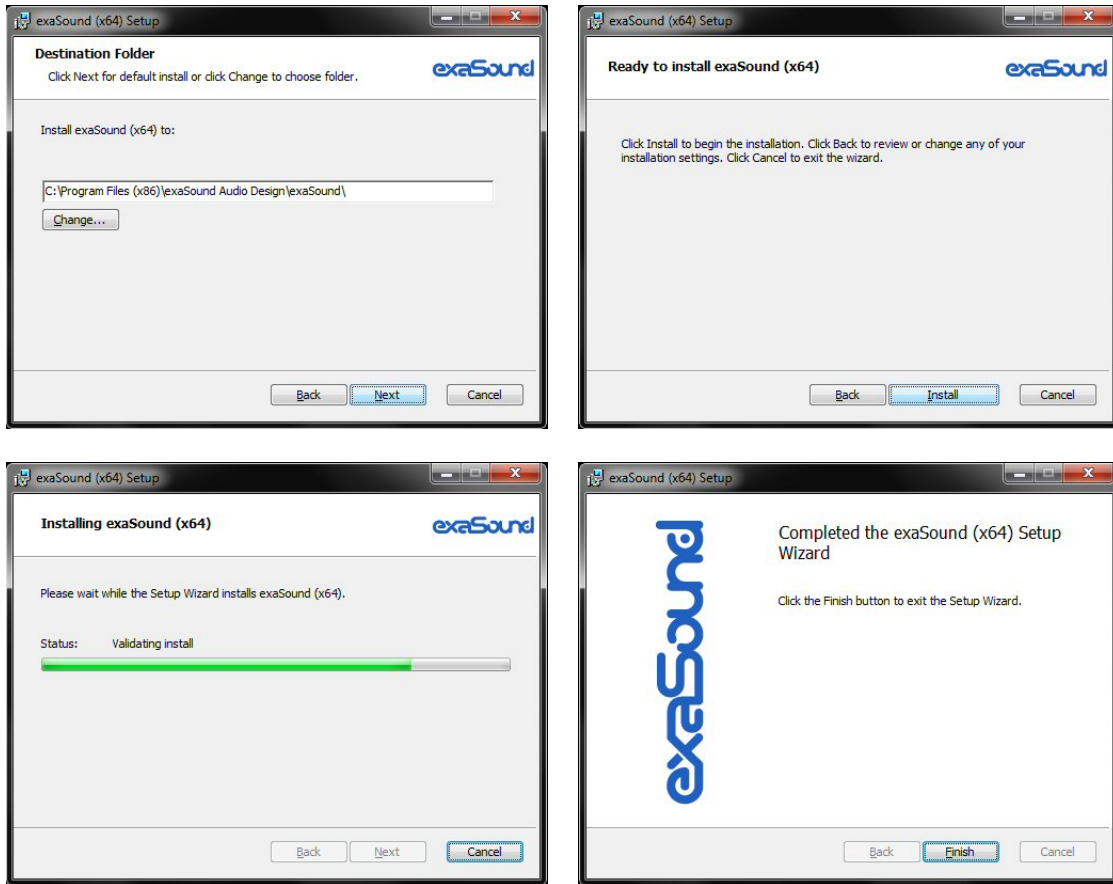 exaSound (x64) Setup
Destination Folder
Click Next for default install or click Change to choose folder.
exaSound
Install exaSound (x64) to:
C:\Program Files (x86)\exaSound Audio Design\exaSound\
Change...
Back Next Cancel
exaSound (x64) Setup
Ready to install exaSound (x64)
exaSound
Click Install to begin the installation. Click Back to review or change any of your
installation settings. Click Cancel to exit the wizard.
Back Install Cancel
exaSound (x64) Setup
Installing exaSound (x64)
exaSound
Please wait while the Setup Wizard installs exaSound (x64).
Status: Validating install
Back Next Cancel
exaSound (x64) Setup
exaSound
Completed the exaSound (x64) Setup
Wizard
Click the Finish button to exit the Setup Wizard.
Back Finish Cancel